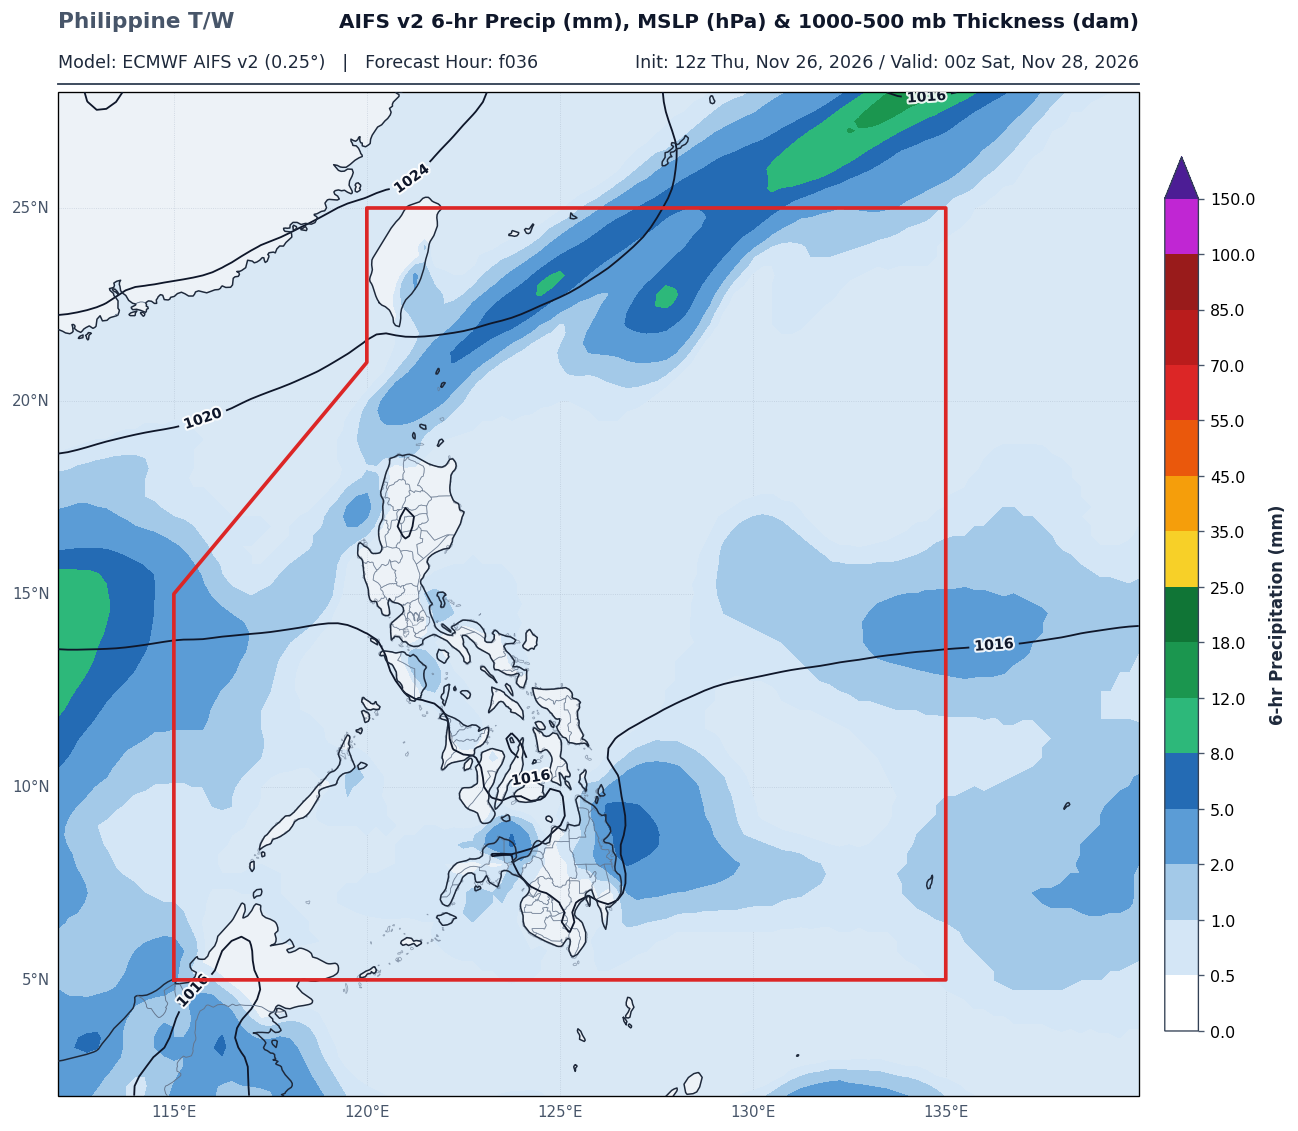 Philippine T/W
AIFS v2 6-hr Precip (mm), MSLP (hPa) & 1000-500 mb Thickness (dam)
Model: ECMWF AIFS v2 (0.25°) | Forecast Hour: f036
Init: 12z Thu, Nov 26, 2026 / Valid: 00z Sat, Nov 28, 2026
1016
1024
1020
1016
1016
1016
25°N
20°N
15°N
10°N
5°N
115°E
120°E
125°E
130°E
135°E
150.0
100.0
85.0
70.0
55.0
45.0
35.0
25.0
18.0
12.0
8.0
5.0
2.0
1.0
0.5
0.0
6-hr Precipitation (mm)